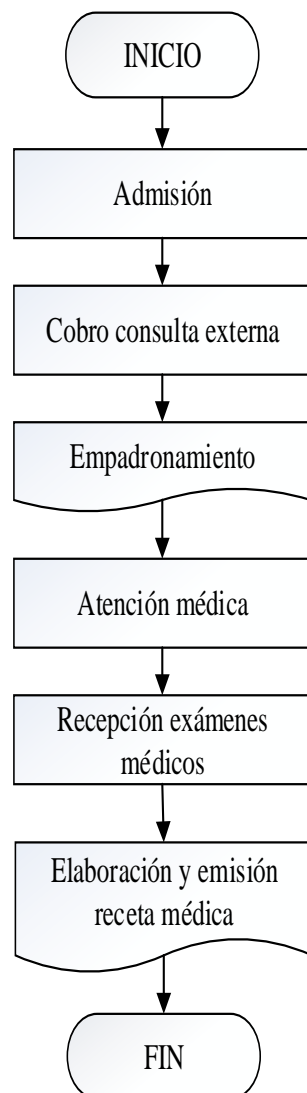 INICIO
Admisión
Cobro consulta externa
Empadronamiento
Atención médica
Recepción exámenes
médicos
Elaboración y emisión
receta médica
FIN